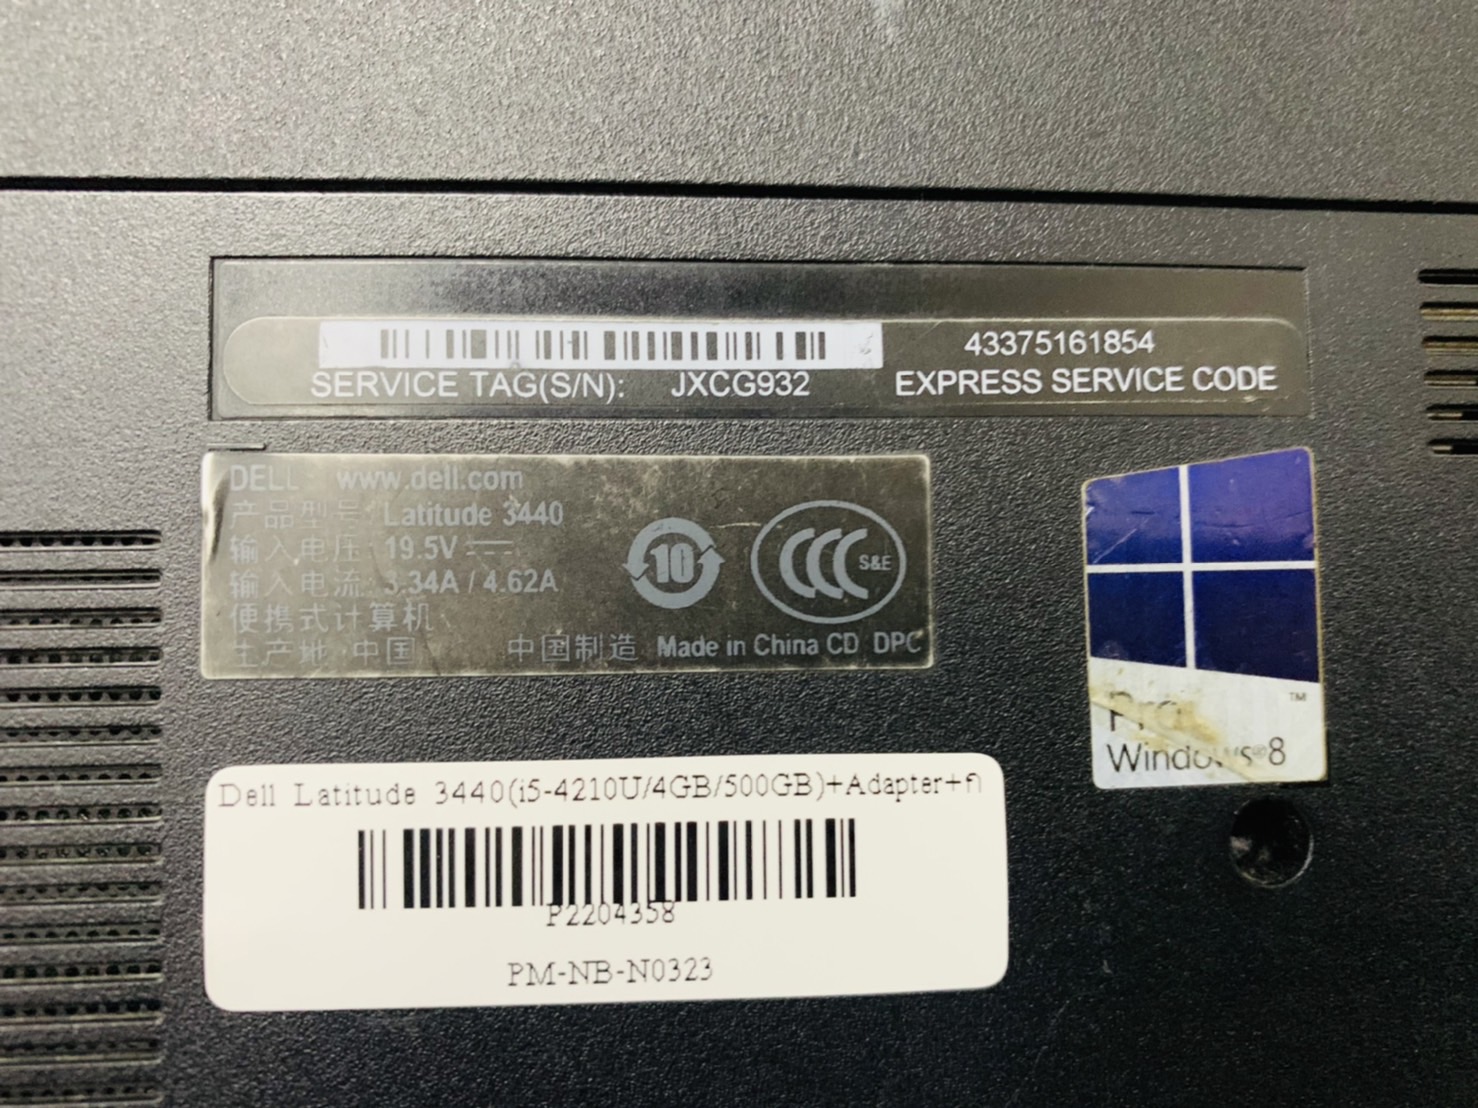 43375161854
SERVICE TAG(S/N): JXCG932 EXPRESS SERVICE CODE
DELL www.dell.com
产品型号: Latitude 3440
输入电压: 19.5V
输入电流: 3.34A / 4.62A
便携式计算机
生产地: 中国 中国制造 Made in China CD DPC
10
CCC S&E
Pro ™
Windows®8
Dell Latitude 3440(i5-4210U/4GB/500GB)+Adapter+
P2204358
PM-NB-N0323